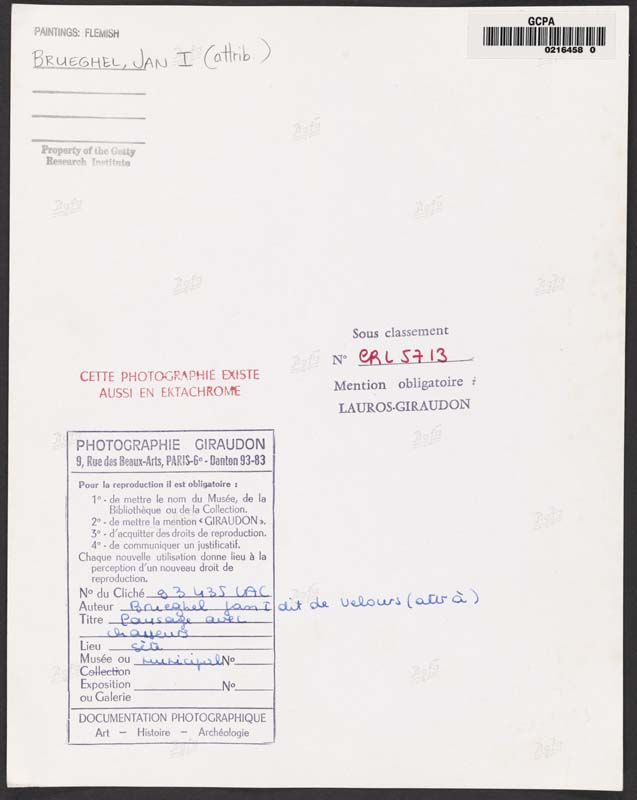 PAINTINGS: FLEMISH
BRUEGHEL, JAN I (attrib.)
Property of the Getty
Research Institute
GCPA
0216458 0
Sous classement
N° CRL 5713
Mention obligatoire :
LAUROS-GIRAUDON
CETTE PHOTOGRAPHIE EXISTE
AUSSI EN EKTACHROME
PHOTOGRAPHIE GIRAUDON
9, Rue des Beaux-Arts, PARIS-6e - Danton 93-83
Pour la reproduction il est obligatoire :
1° - de mettre le nom du Musée, de la
Bibliothèque ou de la Collection.
2° - de mettre la mention «GIRAUDON».
3° - d'acquitter des droits de reproduction.
4° - de communiquer un justificatif.
Chaque nouvelle utilisation donne lieu à la
perception d'un nouveau droit de
reproduction.
N° du Cliché 83 435 LAC
Auteur Brueghel Jan I dit de Velours (attr à)
Titre Paysage avec
chasseurs
Lieu Sète
Musée ou municipal N°
Collection
Exposition N°
ou Galerie
DOCUMENTATION PHOTOGRAPHIQUE
Art - Histoire - Archéologie